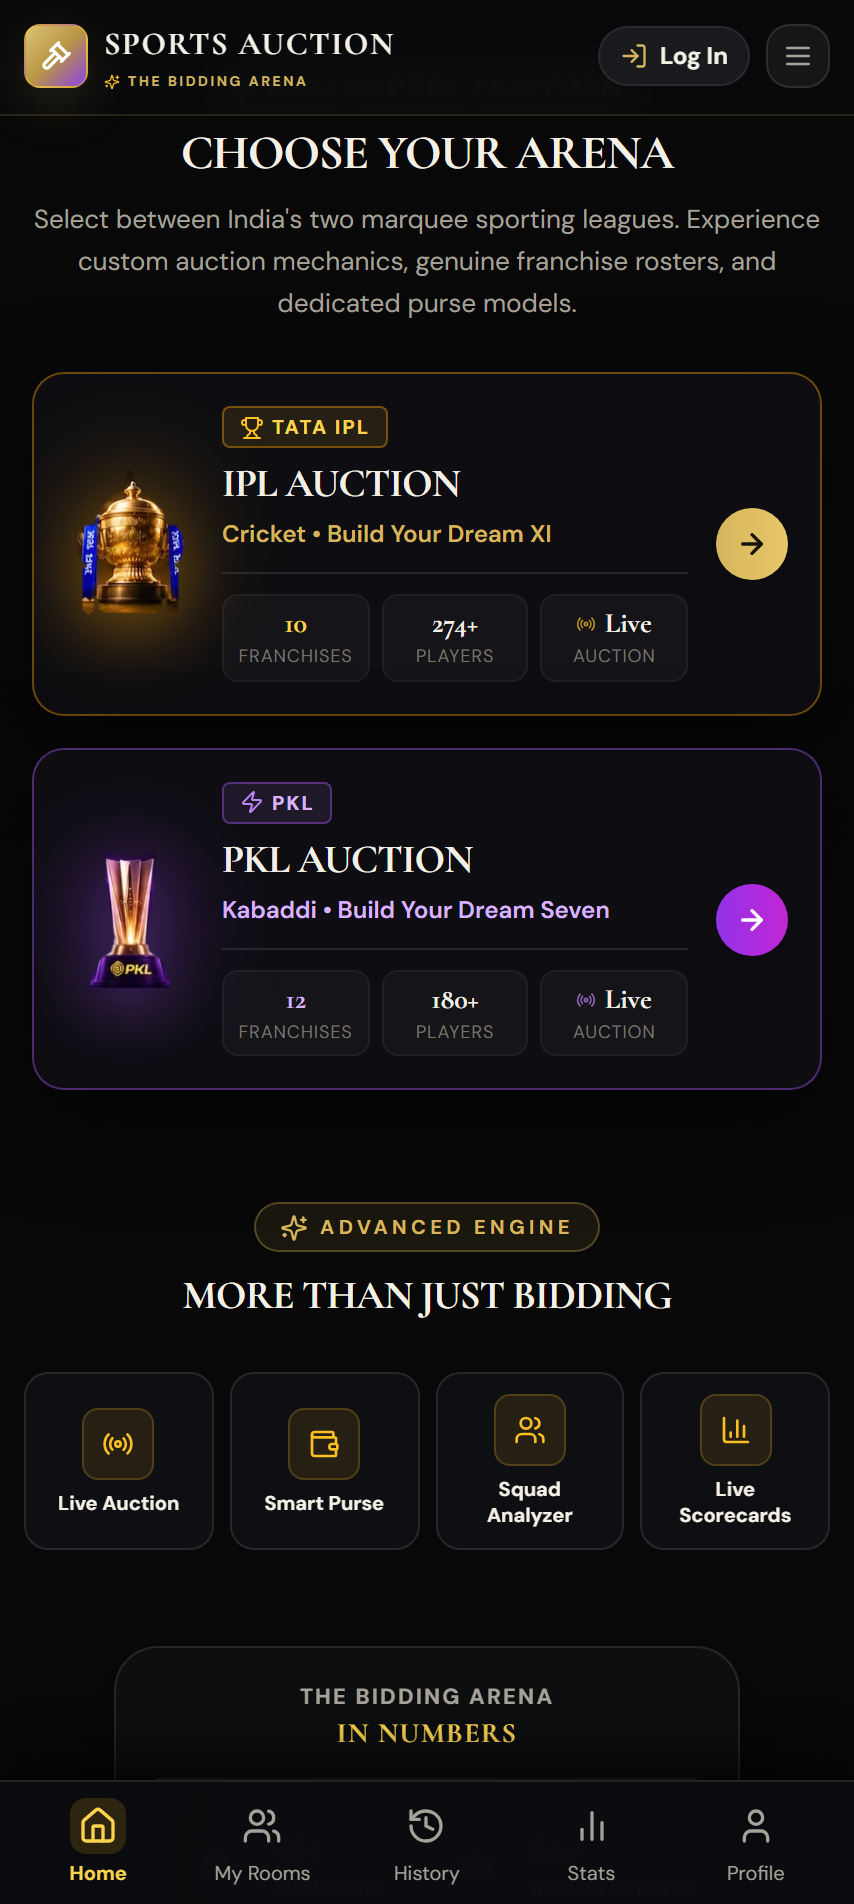 SPORTS AUCTION
THE BIDDING ARENA
Log In
CHOOSE YOUR ARENA
Select between India's two marquee sporting leagues. Experience
custom auction mechanics, genuine franchise rosters, and
dedicated purse models.
TATA IPL
IPL AUCTION
Cricket • Build Your Dream XI
10
FRANCHISES
274+
PLAYERS
Live
AUCTION
PKL
PKL AUCTION
Kabaddi • Build Your Dream Seven
PKL
12
FRANCHISES
180+
PLAYERS
Live
AUCTION
ADVANCED ENGINE
MORE THAN JUST BIDDING
Live Auction
Smart Purse
Squad
Analyzer
Live
Scorecards
THE BIDDING ARENA
IN NUMBERS
Home
My Rooms
History
Stats
Profile